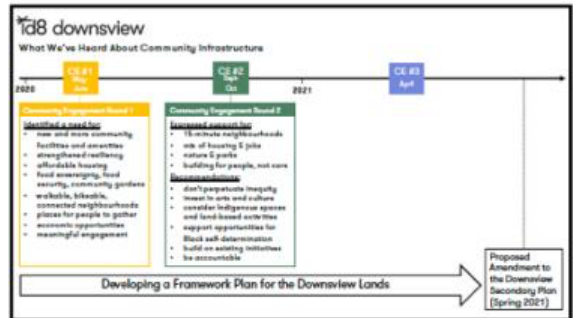 id8 downsview
What We've Heard About Community Infrastructure
CE #1
May-
June
CE #2
Sept-
Oct
CE #3
April
2020
2021
Community Engagement Round 1
Identified a need for:
• new and more community
facilities and amenities
• strengthened resiliency
• affordable housing
• food sovereignty, food
security, community gardens
• walkable, bikeable,
connected neighbourhoods
• places for people to gather
• economic opportunities
• meaningful engagement
Community Engagement Round 2
Expressed support for:
• 15-minute neighbourhoods
• mix of housing & jobs
• nature & parks
• building for people, not cars
Recommendations:
• don't perpetuate inequity
• invest in arts and culture
• consider Indigenous spaces
and land-based activities
• support opportunities for
Black self-determination
• build on existing initiatives
• be accountable
Developing a Framework Plan for the Downsview Lands
Proposed
Amendment to
the Downsview
Secondary Plan
(Spring 2021)